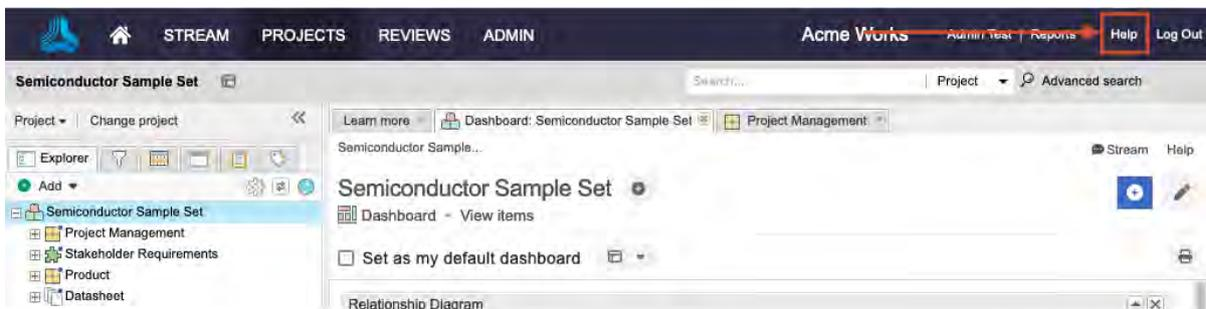 STREAM PROJECTS REVIEWS ADMIN Acme Works Admin Test | Reports Help Log Out
Semiconductor Sample Set Search... Project Advanced search
Project Change project Learn more Dashboard: Semiconductor Sample Set Project Management
Semiconductor Sample... Stream Help
Explorer
Add
Semiconductor Sample Set
Dashboard - View items
Semiconductor Sample Set
Project Management
Stakeholder Requirements
Product
Datasheet
Set as my default dashboard
Relationship Diagram